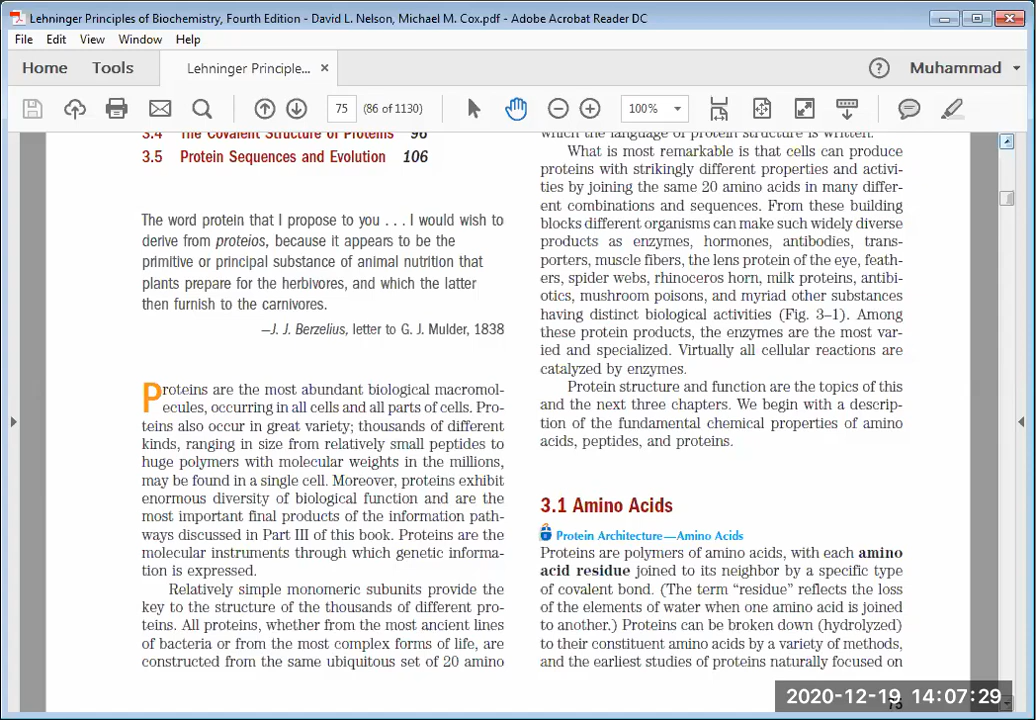 Lehninger Principles of Biochemistry, Fourth Edition - David L. Nelson, Michael M. Cox.pdf - Adobe Acrobat Reader DC
File Edit View Window Help
Home Tools Lehninger Principle... × ? Muhammad
75 (86 of 1130) 100%
3.4 The Covalent Structure of Proteins 96
3.5 Protein Sequences and Evolution 106
The word protein that I propose to you . . . I would wish to
derive from proteios, because it appears to be the
primitive or principal substance of animal nutrition that
plants prepare for the herbivores, and which the latter
then furnish to the carnivores.
—J. J. Berzelius, letter to G. J. Mulder, 1838
Proteins are the most abundant biological macromol-
ecules, occurring in all cells and all parts of cells. Pro-
teins also occur in great variety; thousands of different
kinds, ranging in size from relatively small peptides to
huge polymers with molecular weights in the millions,
may be found in a single cell. Moreover, proteins exhibit
enormous diversity of biological function and are the
most important final products of the information path-
ways discussed in Part III of this book. Proteins are the
molecular instruments through which genetic informa-
tion is expressed.
Relatively simple monomeric subunits provide the
key to the structure of the thousands of different pro-
teins. All proteins, whether from the most ancient lines
of bacteria or from the most complex forms of life, are
constructed from the same ubiquitous set of 20 amino
which the language of protein structure is written.
What is most remarkable is that cells can produce
proteins with strikingly different properties and activi-
ties by joining the same 20 amino acids in many differ-
ent combinations and sequences. From these building
blocks different organisms can make such widely diverse
products as enzymes, hormones, antibodies, trans-
porters, muscle fibers, the lens protein of the eye, feath-
ers, spider webs, rhinoceros horn, milk proteins, antibi-
otics, mushroom poisons, and myriad other substances
having distinct biological activities (Fig. 3–1). Among
these protein products, the enzymes are the most var-
ied and specialized. Virtually all cellular reactions are
catalyzed by enzymes.
Protein structure and function are the topics of this
and the next three chapters. We begin with a descrip-
tion of the fundamental chemical properties of amino
acids, peptides, and proteins.
3.1 Amino Acids
Protein Architecture—Amino Acids
Proteins are polymers of amino acids, with each amino
acid residue joined to its neighbor by a specific type
of covalent bond. (The term “residue” reflects the loss
of the elements of water when one amino acid is joined
to another.) Proteins can be broken down (hydrolyzed)
to their constituent amino acids by a variety of methods,
and the earliest studies of proteins naturally focused on
2020-12-19 14:07:29